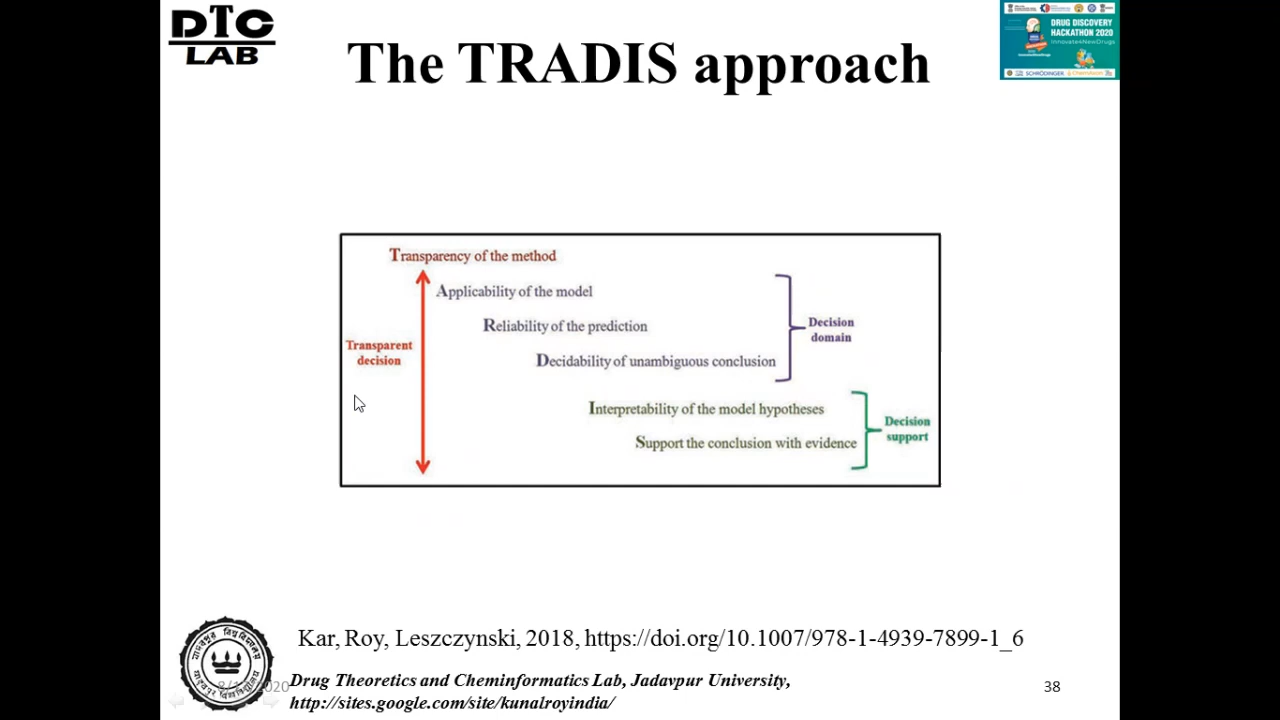 DTC
LAB
The TRADIS approach
DRUG DISCOVERY
HACKATHON 2020
SCHRÖDINGER
Transparency of the method
Applicability of the model
Reliability of the prediction
Decidability of unambiguous conclusion
Decision
domain
Transparent
decision
Interpretability of the model hypotheses
Support the conclusion with evidence
Decision
support
Kar, Roy, Leszczynski, 2018, https://doi.org/10.1007/978-1-4939-7899-1_6
Drug Theoretics and Cheminformatics Lab, Jadavpur University,
http://sites.google.com/site/kunalroyindia/
38